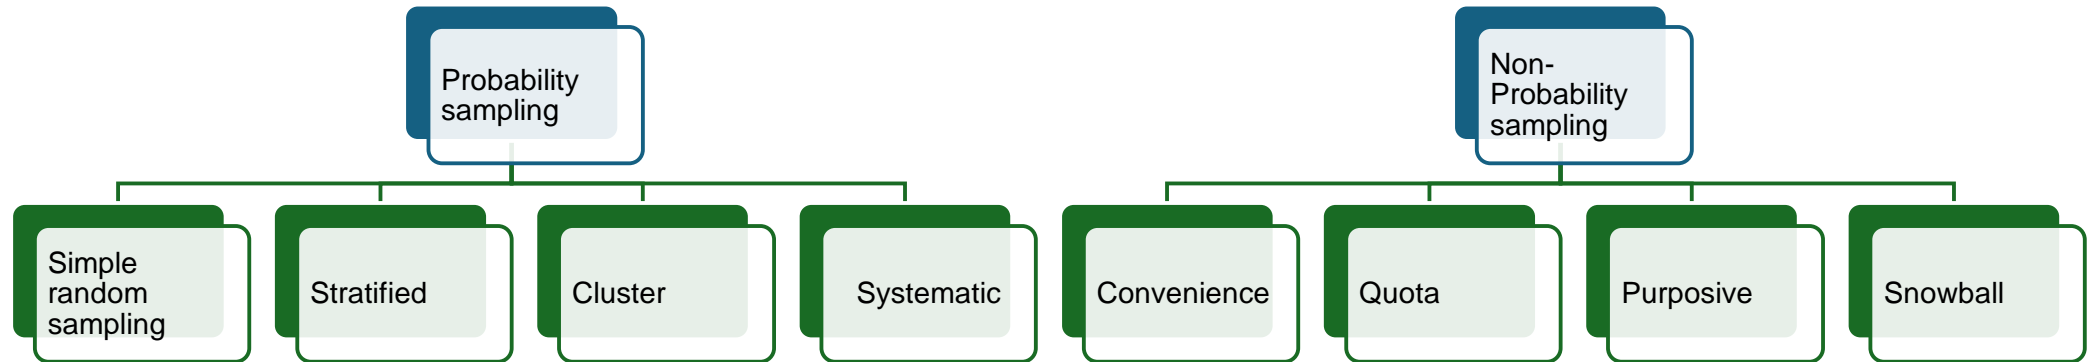 Probability
sampling
Non-
Probability
sampling
Simple
random
sampling
Stratified
Cluster
Systematic
Convenience
Quota
Purposive
Snowball